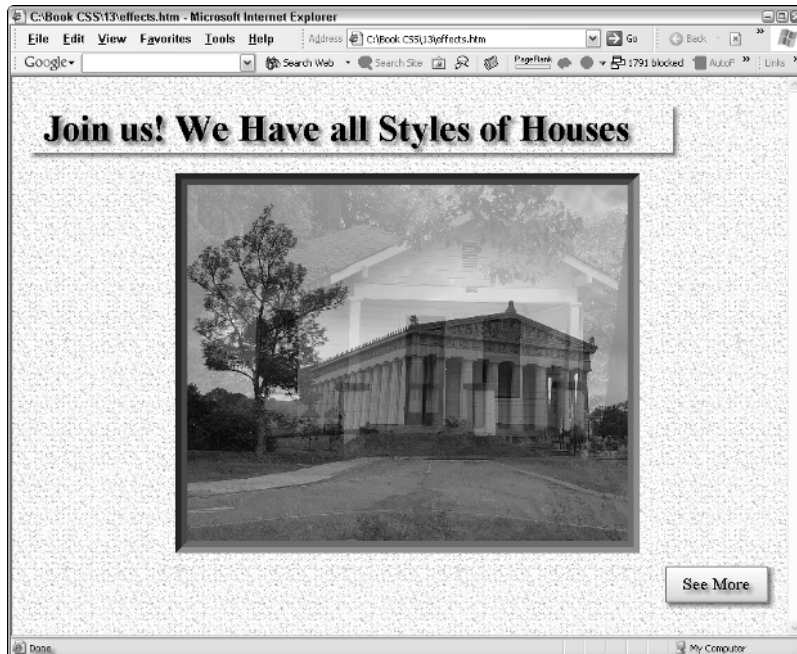 C:\Book CSS\13\effects.htm - Microsoft Internet Explorer
File Edit View Favorites Tools Help Address C:\Book CSS\13\effects.htm Go Back »
Google Search Web Search Site PageRank 1791 blocked AutoF » Links »
Join us! We Have all Styles of Houses
See More
Done My Computer